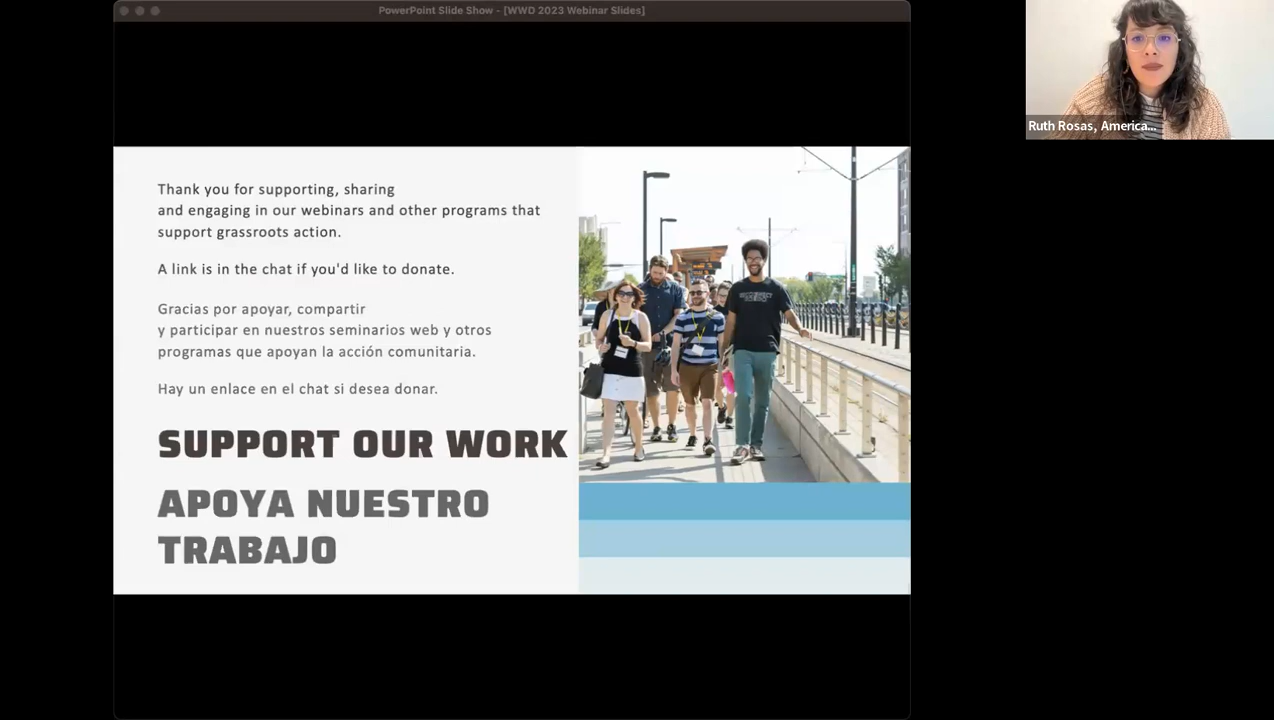 PowerPoint Slide Show - [WWD 2023 Webinar Slides]
Ruth Rosas, America...
Thank you for supporting, sharing
and engaging in our webinars and other programs that
support grassroots action.
A link is in the chat if you'd like to donate.
Gracias por apoyar, compartir
y participar en nuestros seminarios web y otros
programas que apoyan la acción comunitaria.
Hay un enlace en el chat si desea donar.
SUPPORT OUR WORK
APOYA NUESTRO
TRABAJO